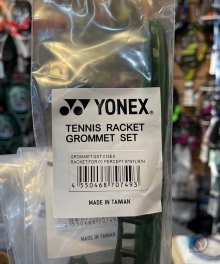 YONEX
TENNIS RACKET
GROMMET SET
4 550468 707493
MADE IN TAIWAN